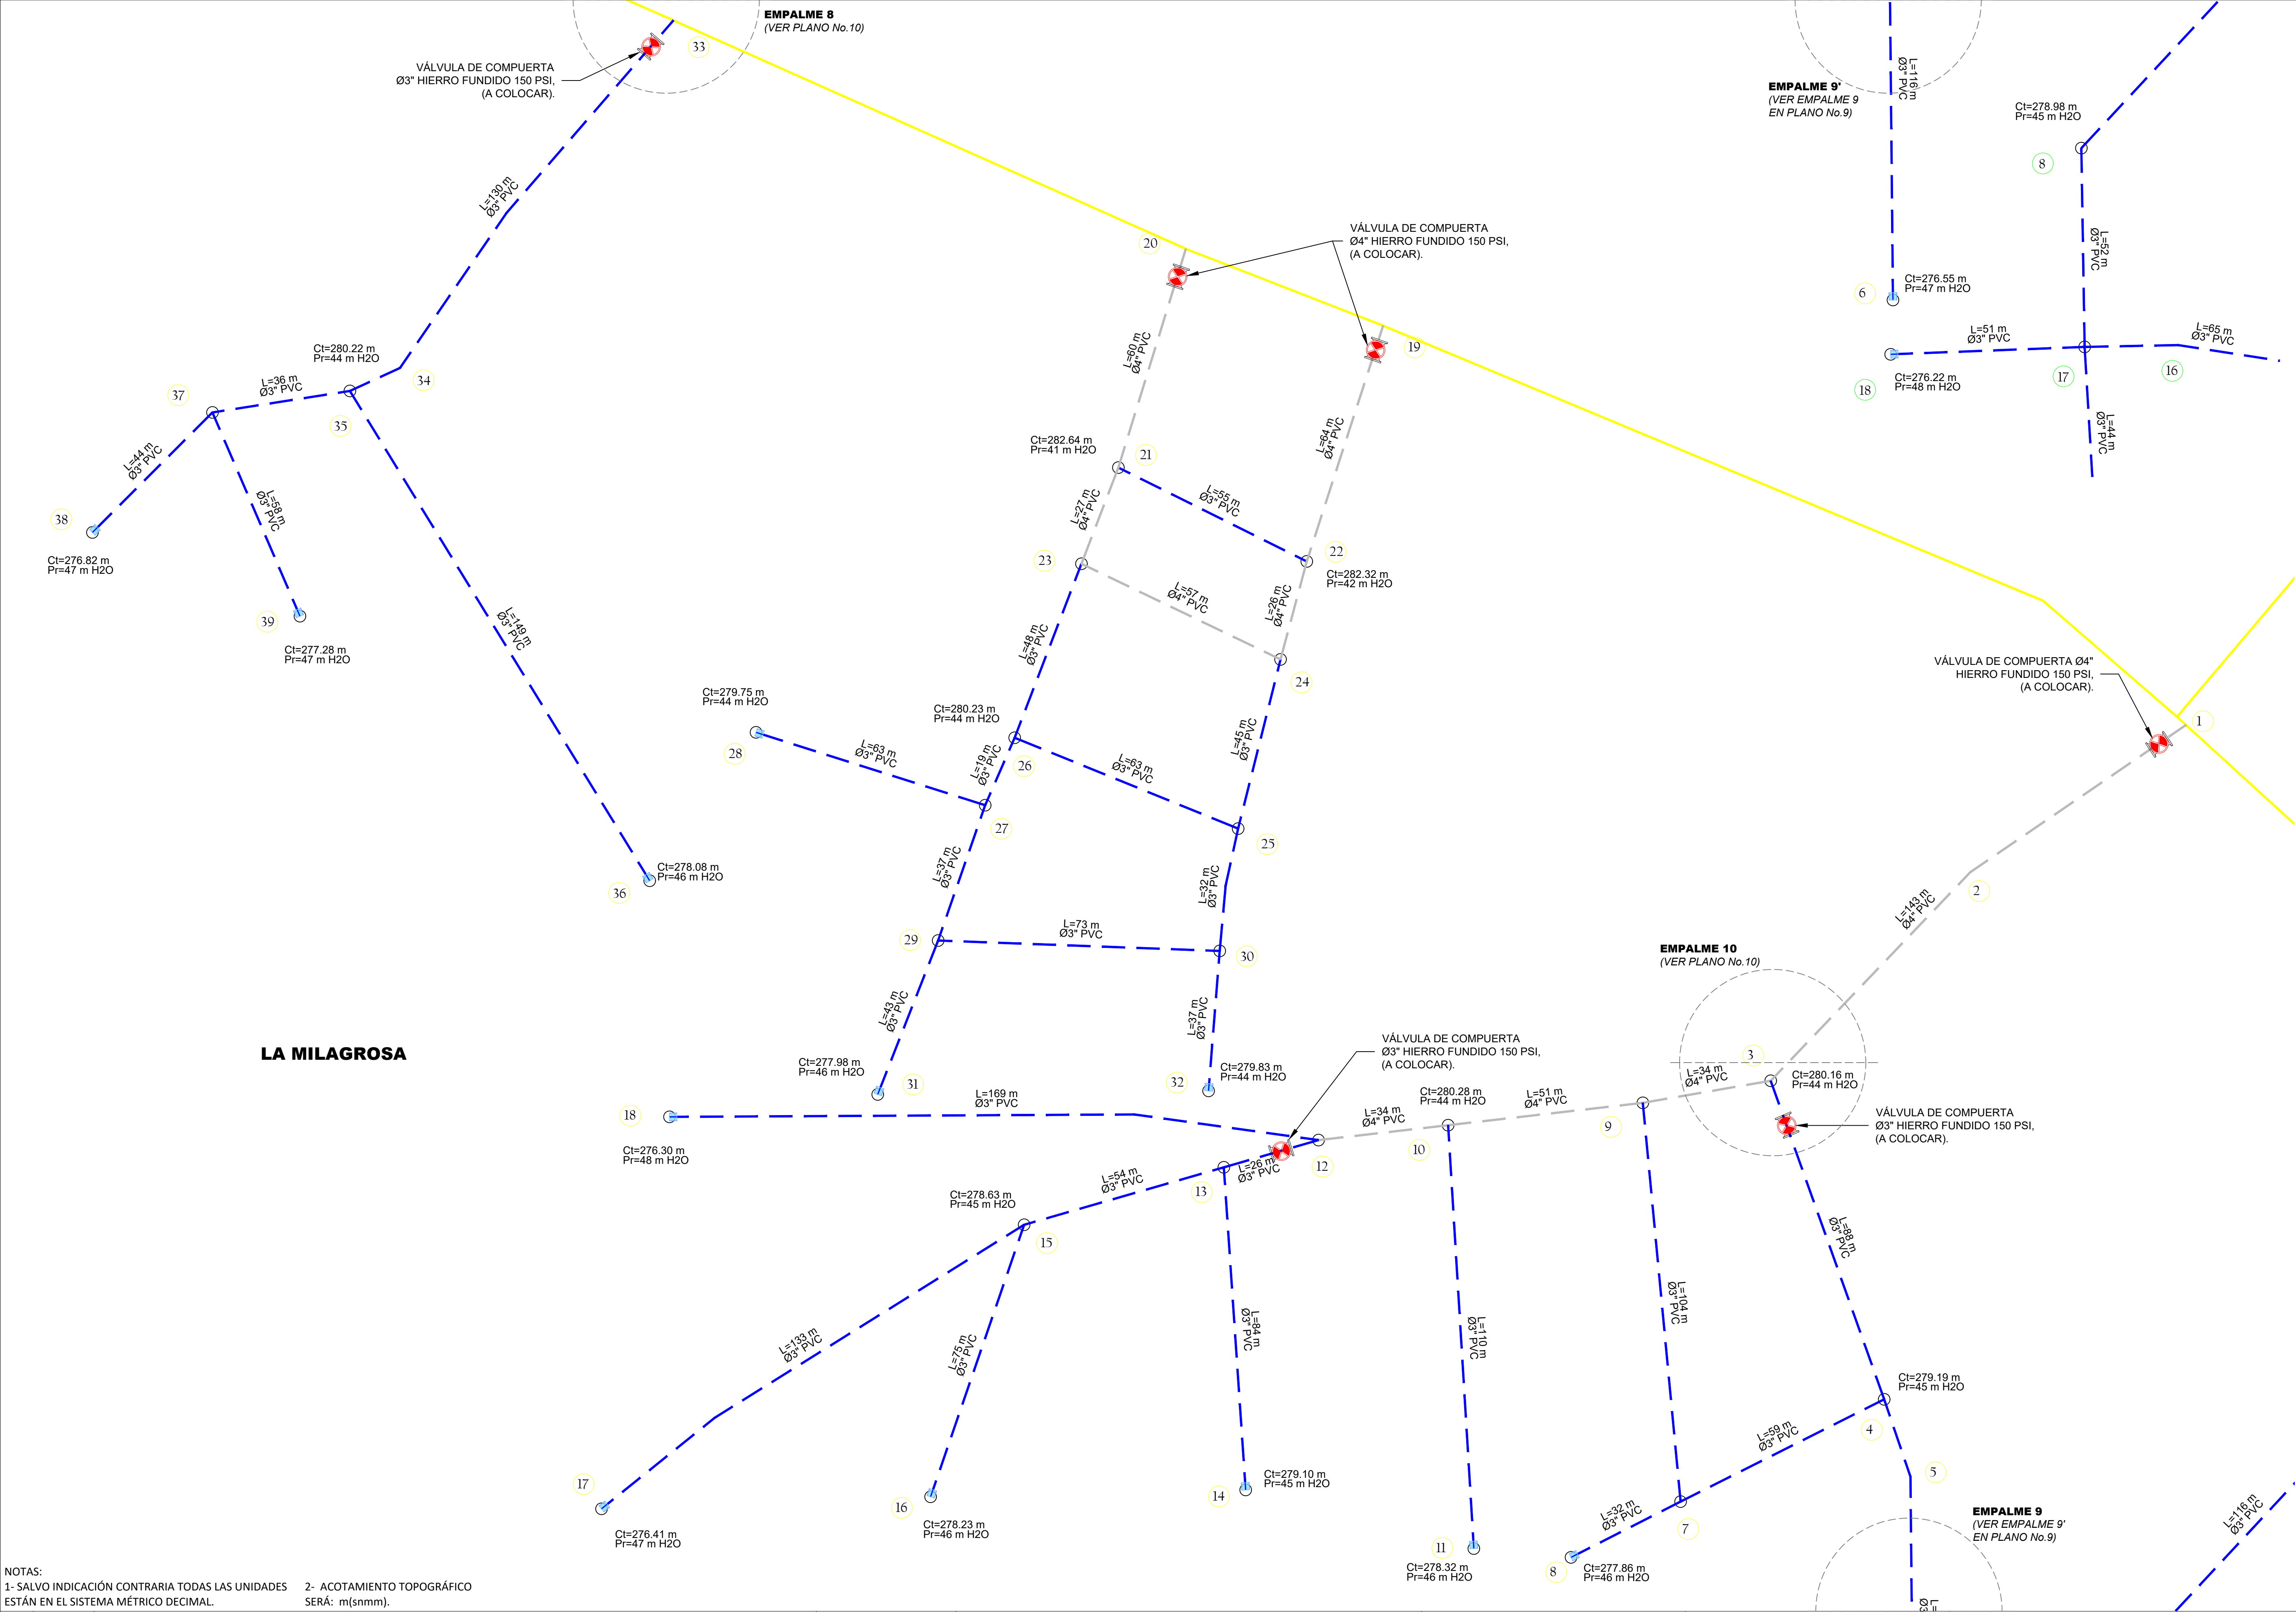 EMPALME 8
(VER PLANO No.10)
33
VÁLVULA DE COMPUERTA
Ø3" HIERRO FUNDIDO 150 PSI,
(A COLOCAR).
L=130 m
Ø3" PVC
EMPALME 9'
(VER EMPALME 9
EN PLANO No.9)
L=116 m
Ø3" PVC
Ct=278.98 m
Pr=45 m H2O
8
L=52 m
Ø3" PVC
6
Ct=276.55 m
Pr=47 m H2O
L=51 m
Ø3" PVC
L=65 m
Ø3" PVC
18
Ct=276.22 m
Pr=48 m H2O
17
16
L=44 m
Ø3" PVC
20
VÁLVULA DE COMPUERTA
Ø4" HIERRO FUNDIDO 150 PSI,
(A COLOCAR).
19
L=60 m
Ø4" PVC
L=64 m
Ø4" PVC
Ct=280.22 m
Pr=44 m H2O
34
35
L=36 m
Ø3" PVC
37
L=44 m
Ø3" PVC
L=58 m
Ø3" PVC
38
Ct=276.82 m
Pr=47 m H2O
39
Ct=277.28 m
Pr=47 m H2O
L=149 m
Ø3" PVC
36
Ct=278.08 m
Pr=46 m H2O
Ct=282.64 m
Pr=41 m H2O
21
L=55 m
Ø3" PVC
22
Ct=282.32 m
Pr=42 m H2O
L=27 m
Ø4" PVC
23
L=57 m
Ø4" PVC
L=26 m
Ø4" PVC
24
L=48 m
Ø3" PVC
L=45 m
Ø3" PVC
Ct=279.75 m
Pr=44 m H2O
28
L=63 m
Ø3" PVC
Ct=280.23 m
Pr=44 m H2O
26
L=19 m
Ø3" PVC
L=63 m
Ø3" PVC
27
25
L=37 m
Ø3" PVC
L=32 m
Ø3" PVC
29
L=73 m
Ø3" PVC
30
L=43 m
Ø3" PVC
L=37 m
Ø3" PVC
Ct=277.98 m
Pr=46 m H2O
31
32
Ct=279.83 m
Pr=44 m H2O
VÁLVULA DE COMPUERTA Ø4"
HIERRO FUNDIDO 150 PSI,
(A COLOCAR).
1
2
L=143 m
Ø4" PVC
EMPALME 10
(VER PLANO No.10)
3
Ct=280.16 m
Pr=44 m H2O
L=34 m
Ø4" PVC
VÁLVULA DE COMPUERTA
Ø3" HIERRO FUNDIDO 150 PSI,
(A COLOCAR).
LA MILAGROSA
VÁLVULA DE COMPUERTA
Ø3" HIERRO FUNDIDO 150 PSI,
(A COLOCAR).
Ct=280.28 m
Pr=44 m H2O
L=51 m
Ø4" PVC
9
L=34 m
Ø4" PVC
10
12
18
L=169 m
Ø3" PVC
Ct=276.30 m
Pr=48 m H2O
L=26 m
Ø3" PVC
13
L=54 m
Ø3" PVC
Ct=278.63 m
Pr=45 m H2O
15
L=88 m
Ø3" PVC
L=104 m
Ø3" PVC
L=110 m
Ø3" PVC
L=84 m
Ø3" PVC
L=75 m
Ø3" PVC
L=133 m
Ø3" PVC
Ct=279.19 m
Pr=45 m H2O
4
L=59 m
Ø3" PVC
5
7
L=32 m
Ø3" PVC
8
Ct=277.86 m
Pr=46 m H2O
11
Ct=278.32 m
Pr=46 m H2O
14
Ct=279.10 m
Pr=45 m H2O
16
Ct=278.23 m
Pr=46 m H2O
17
Ct=276.41 m
Pr=47 m H2O
EMPALME 9
(VER EMPALME 9'
EN PLANO No.9)
L=116 m
Ø3" PVC
L=
Ø3
NOTAS:
1- SALVO INDICACIÓN CONTRARIA TODAS LAS UNIDADES
ESTÁN EN EL SISTEMA MÉTRICO DECIMAL.
2- ACOTAMIENTO TOPOGRÁFICO
SERÁ: m(snmm).